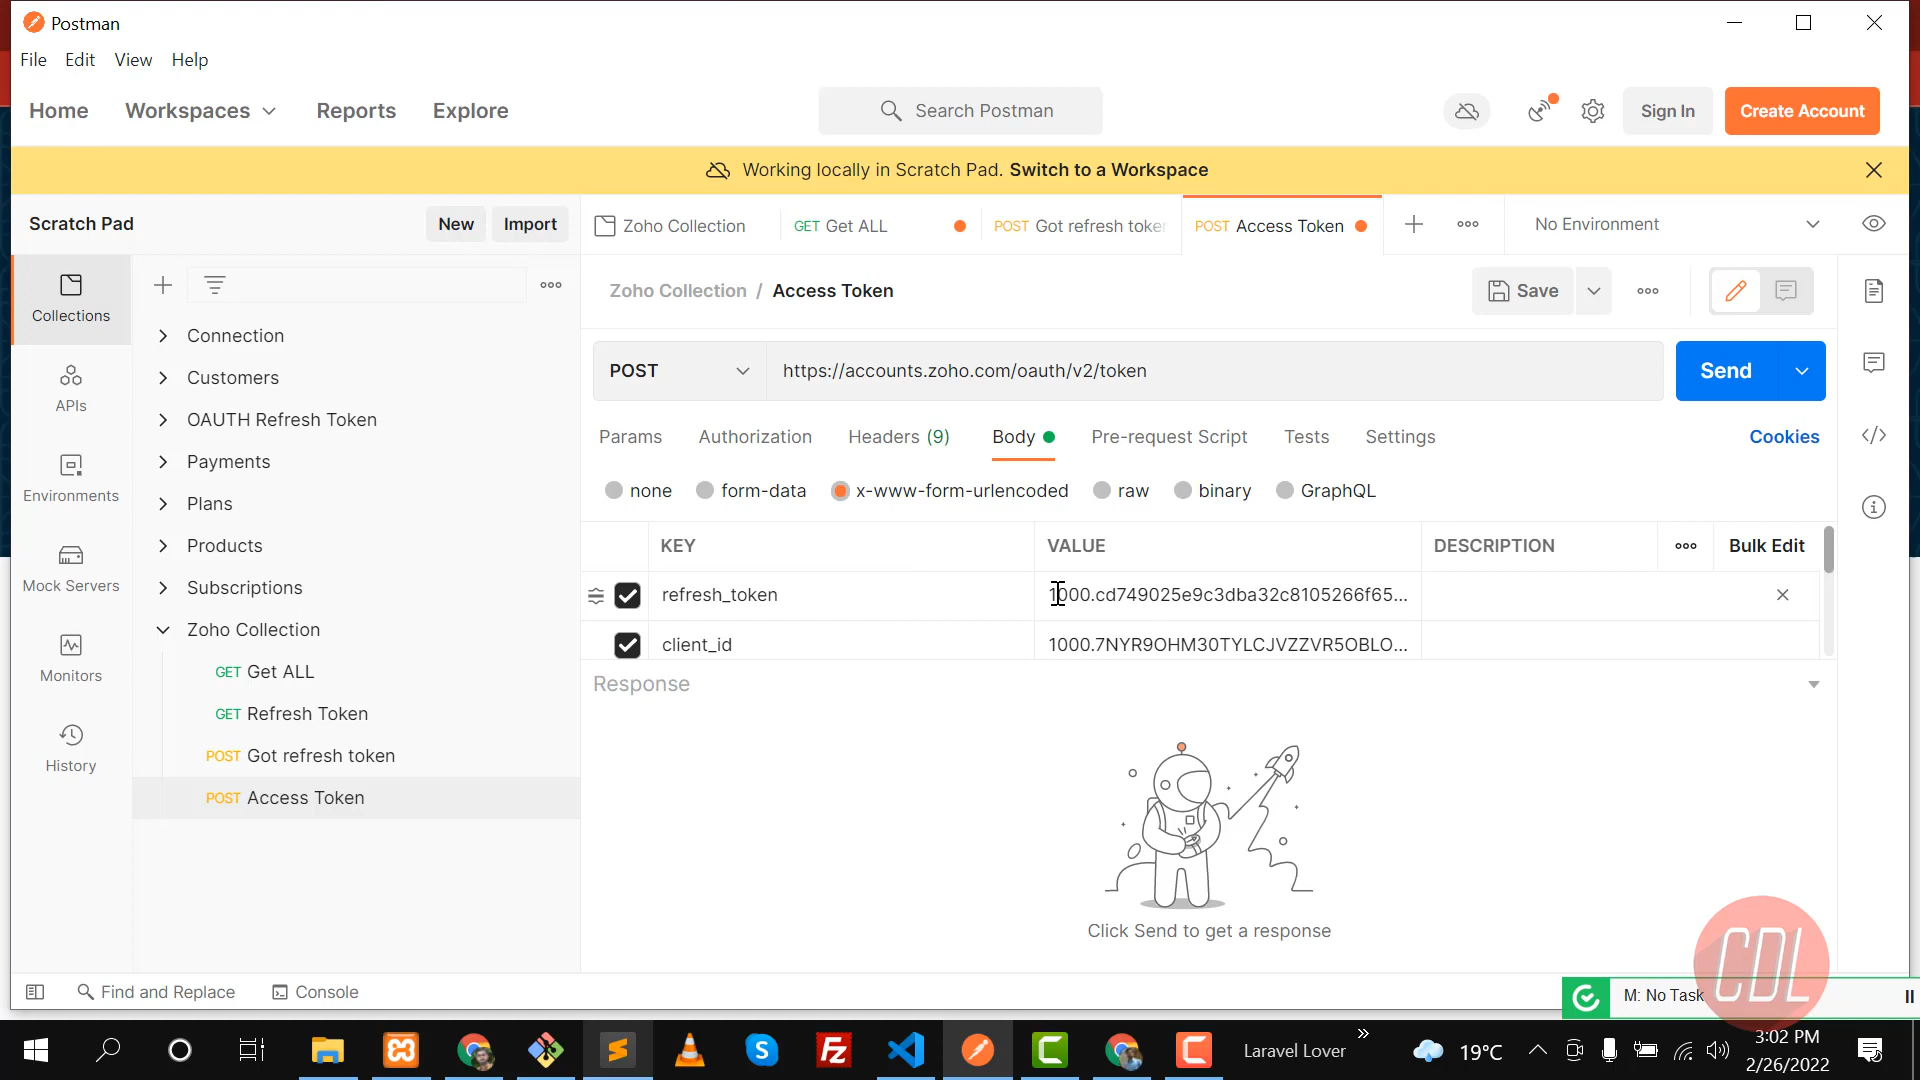 Postman
File Edit View Help
Home Workspaces Reports Explore Search Postman Sign In Create Account
Working locally in Scratch Pad. Switch to a Workspace
Scratch Pad New Import Zoho Collection GET Get ALL POST Got refresh token POST Access Token No Environment
Collections
Zoho Collection / Access Token Save
Connection
Customers
OAUTH Refresh Token
Payments
Plans
Products
Subscriptions
Zoho Collection
GET Get ALL
GET Refresh Token
POST Got refresh token
POST Access Token
APIs
Environments
Mock Servers
Monitors
History
POST https://accounts.zoho.com/oauth/v2/token Send
Params Authorization Headers (9) Body Pre-request Script Tests Settings Cookies
none form-data x-www-form-urlencoded raw binary GraphQL
KEY VALUE DESCRIPTION Bulk Edit
refresh_token 1000.cd749025e9c3dba32c8105266f65...
client_id 1000.7NYR9OHM30TYLCJVZZVR5OBLO...
Response
Click Send to get a response
CDL
Find and Replace Console
M: No Task
Laravel Lover 19°C 3:02 PM
2/26/2022